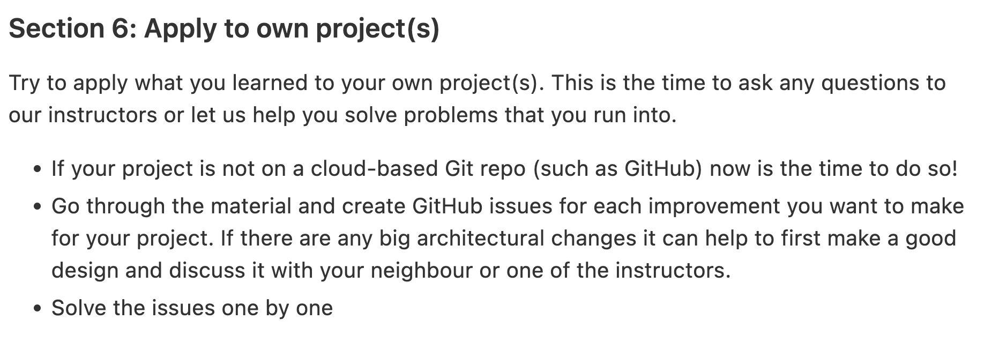 Section 6: Apply to own project(s)
Try to apply what you learned to your own project(s). This is the time to ask any questions to
our instructors or let us help you solve problems that you run into.
• If your project is not on a cloud-based Git repo (such as GitHub) now is the time to do so!
• Go through the material and create GitHub issues for each improvement you want to make
for your project. If there are any big architectural changes it can help to first make a good
design and discuss it with your neighbour or one of the instructors.
• Solve the issues one by one